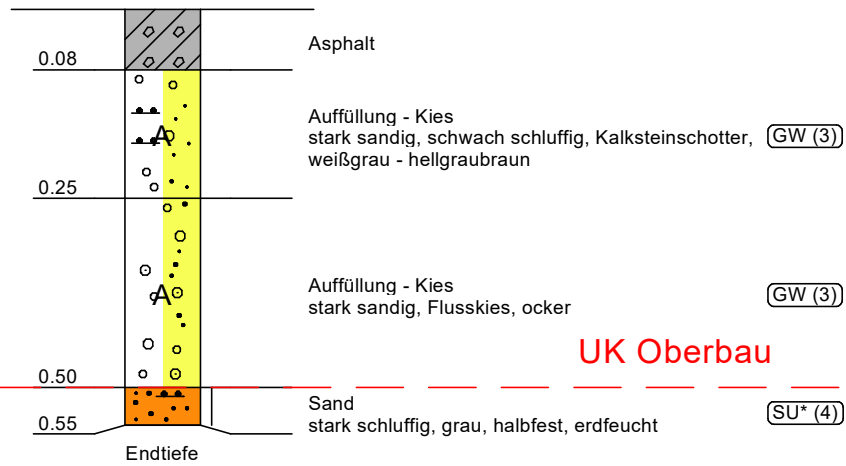 Asphalt
0.08
Auffüllung - Kies
stark sandig, schwach schluffig, Kalksteinschotter,
weißgrau - hellgraubraun
GW (3)
A
0.25
Auffüllung - Kies
stark sandig, Flusskies, ocker
GW (3)
A
UK Oberbau
0.50
Sand
stark schluffig, grau, halbfest, erdfeucht
SU* (4)
0.55
Endtiefe